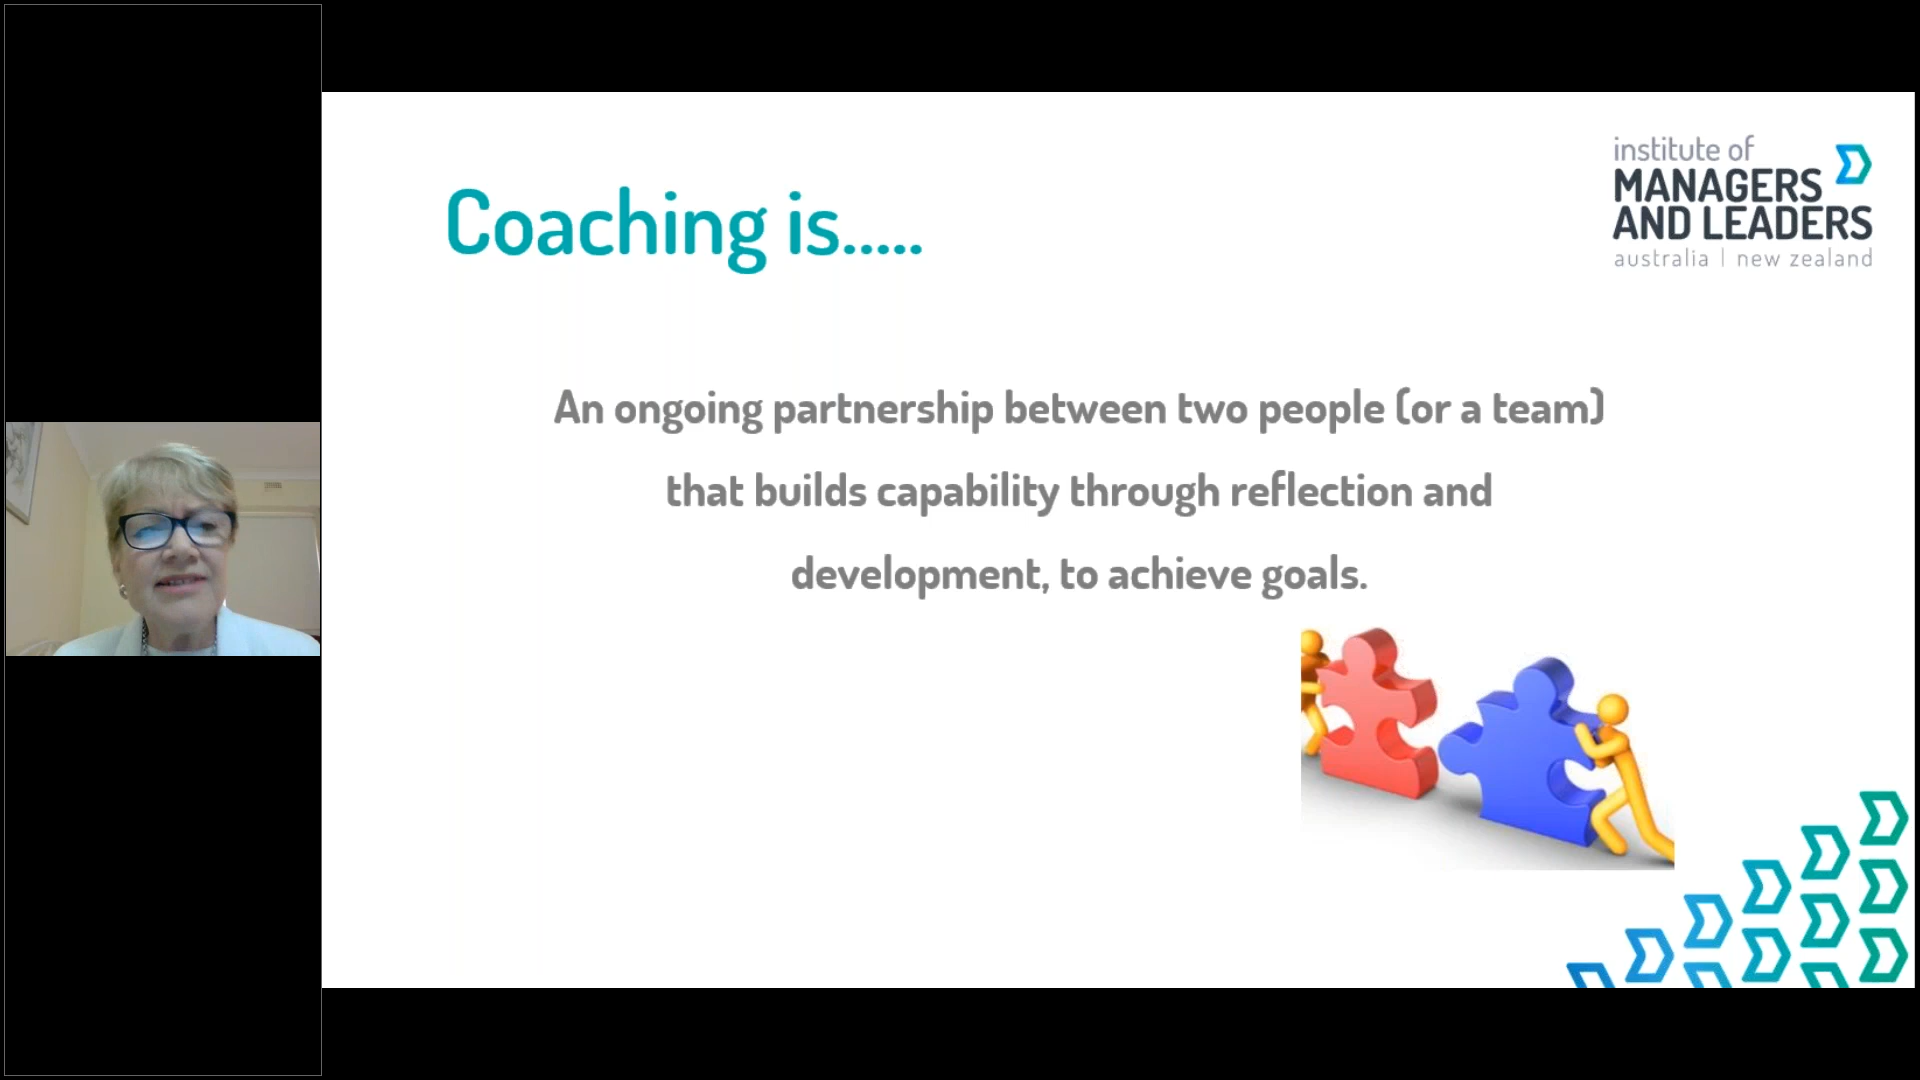 Coaching is.....
institute of
MANAGERS
AND LEADERS
australia | new zealand
An ongoing partnership between two people (or a team)
that builds capability through reflection and
development, to achieve goals.